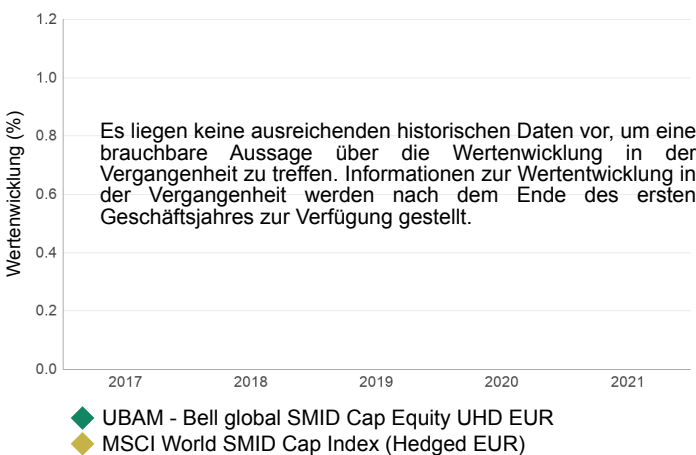 1.2
1.0
0.8
0.6
0.4
0.2
0.0
Wertenwicklung (%)
Es liegen keine ausreichenden historischen Daten vor, um eine
brauchbare Aussage über die Wertenwicklung in der
Vergangenheit zu treffen. Informationen zur Wertentwicklung in
der Vergangenheit werden nach dem Ende des ersten
Geschäftsjahres zur Verfügung gestellt.
2017 2018 2019 2020 2021
UBAM - Bell global SMID Cap Equity UHD EUR
MSCI World SMID Cap Index (Hedged EUR)